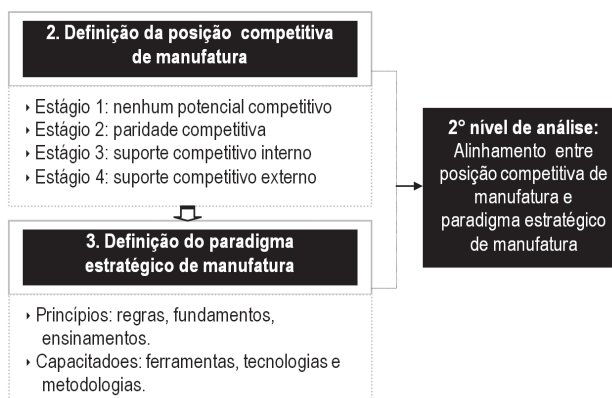 2. Definição da posição competitiva
de manufatura
‣ Estágio 1: nenhum potencial competitivo
‣ Estágio 2: paridade competitiva
‣ Estágio 3: suporte competitivo interno
‣ Estágio 4: suporte competitivo externo
3. Definição do paradigma
estratégico de manufatura
‣ Princípios: regras, fundamentos,
ensinamentos.
‣ Capacitadoes: ferramentas, tecnologias e
metodologias.
2° nível de análise:
Alinhamento entre
posição competitiva de
manufatura e
paradigma estratégico
de manufatura